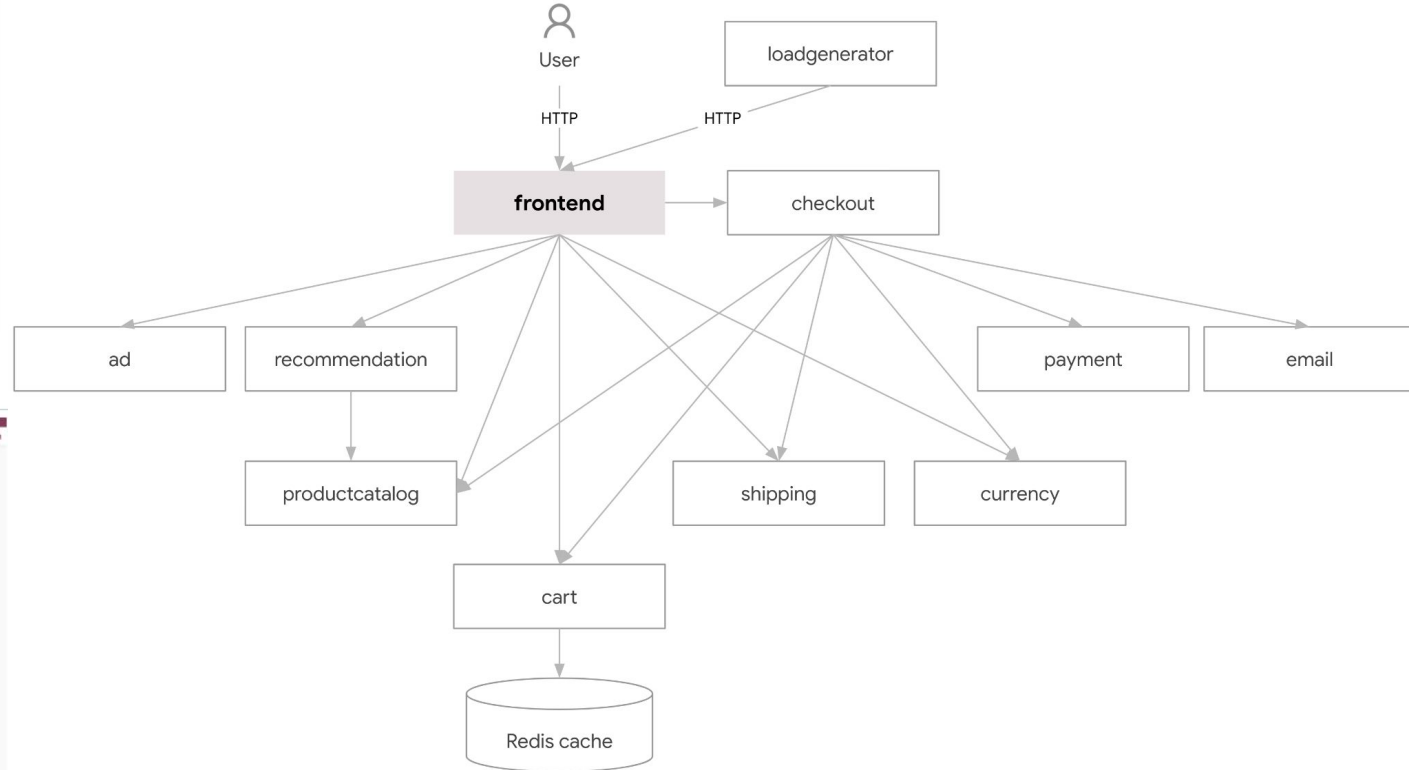 User
loadgenerator
HTTP
HTTP
frontend
checkout
ad
recommendation
payment
email
productcatalog
shipping
currency
cart
Redis cache